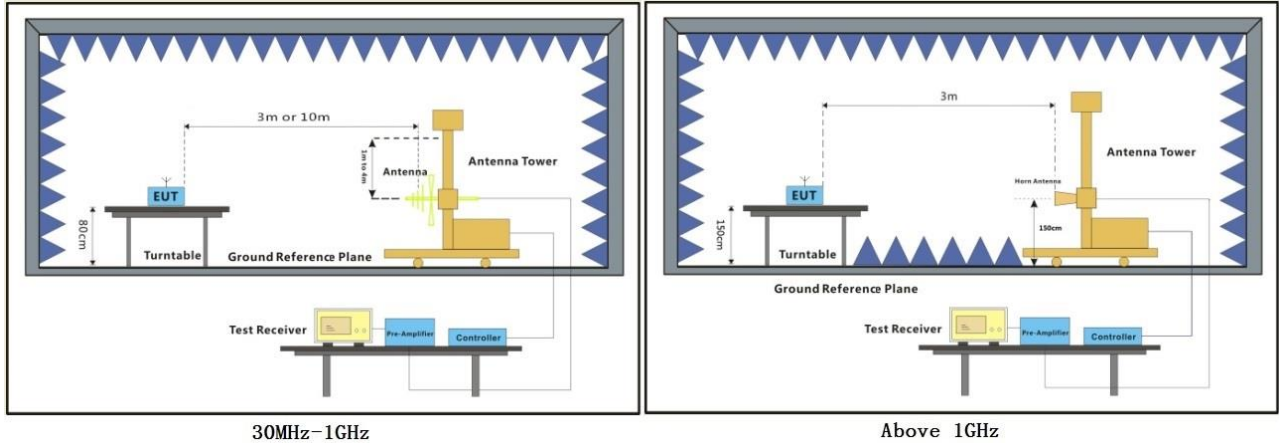 3m or 10m
1m to 4m
Antenna
Antenna Tower
EUT
80cm
Turntable
Ground Reference Plane
Test Receiver
Pre-Amplifier
Controller
30MHz-1GHz
3m
Antenna Tower
Horn Antenna
EUT
150cm
150cm
Turntable
Ground Reference Plane
Test Receiver
Pre-Amplifier
Controller
Above 1GHz